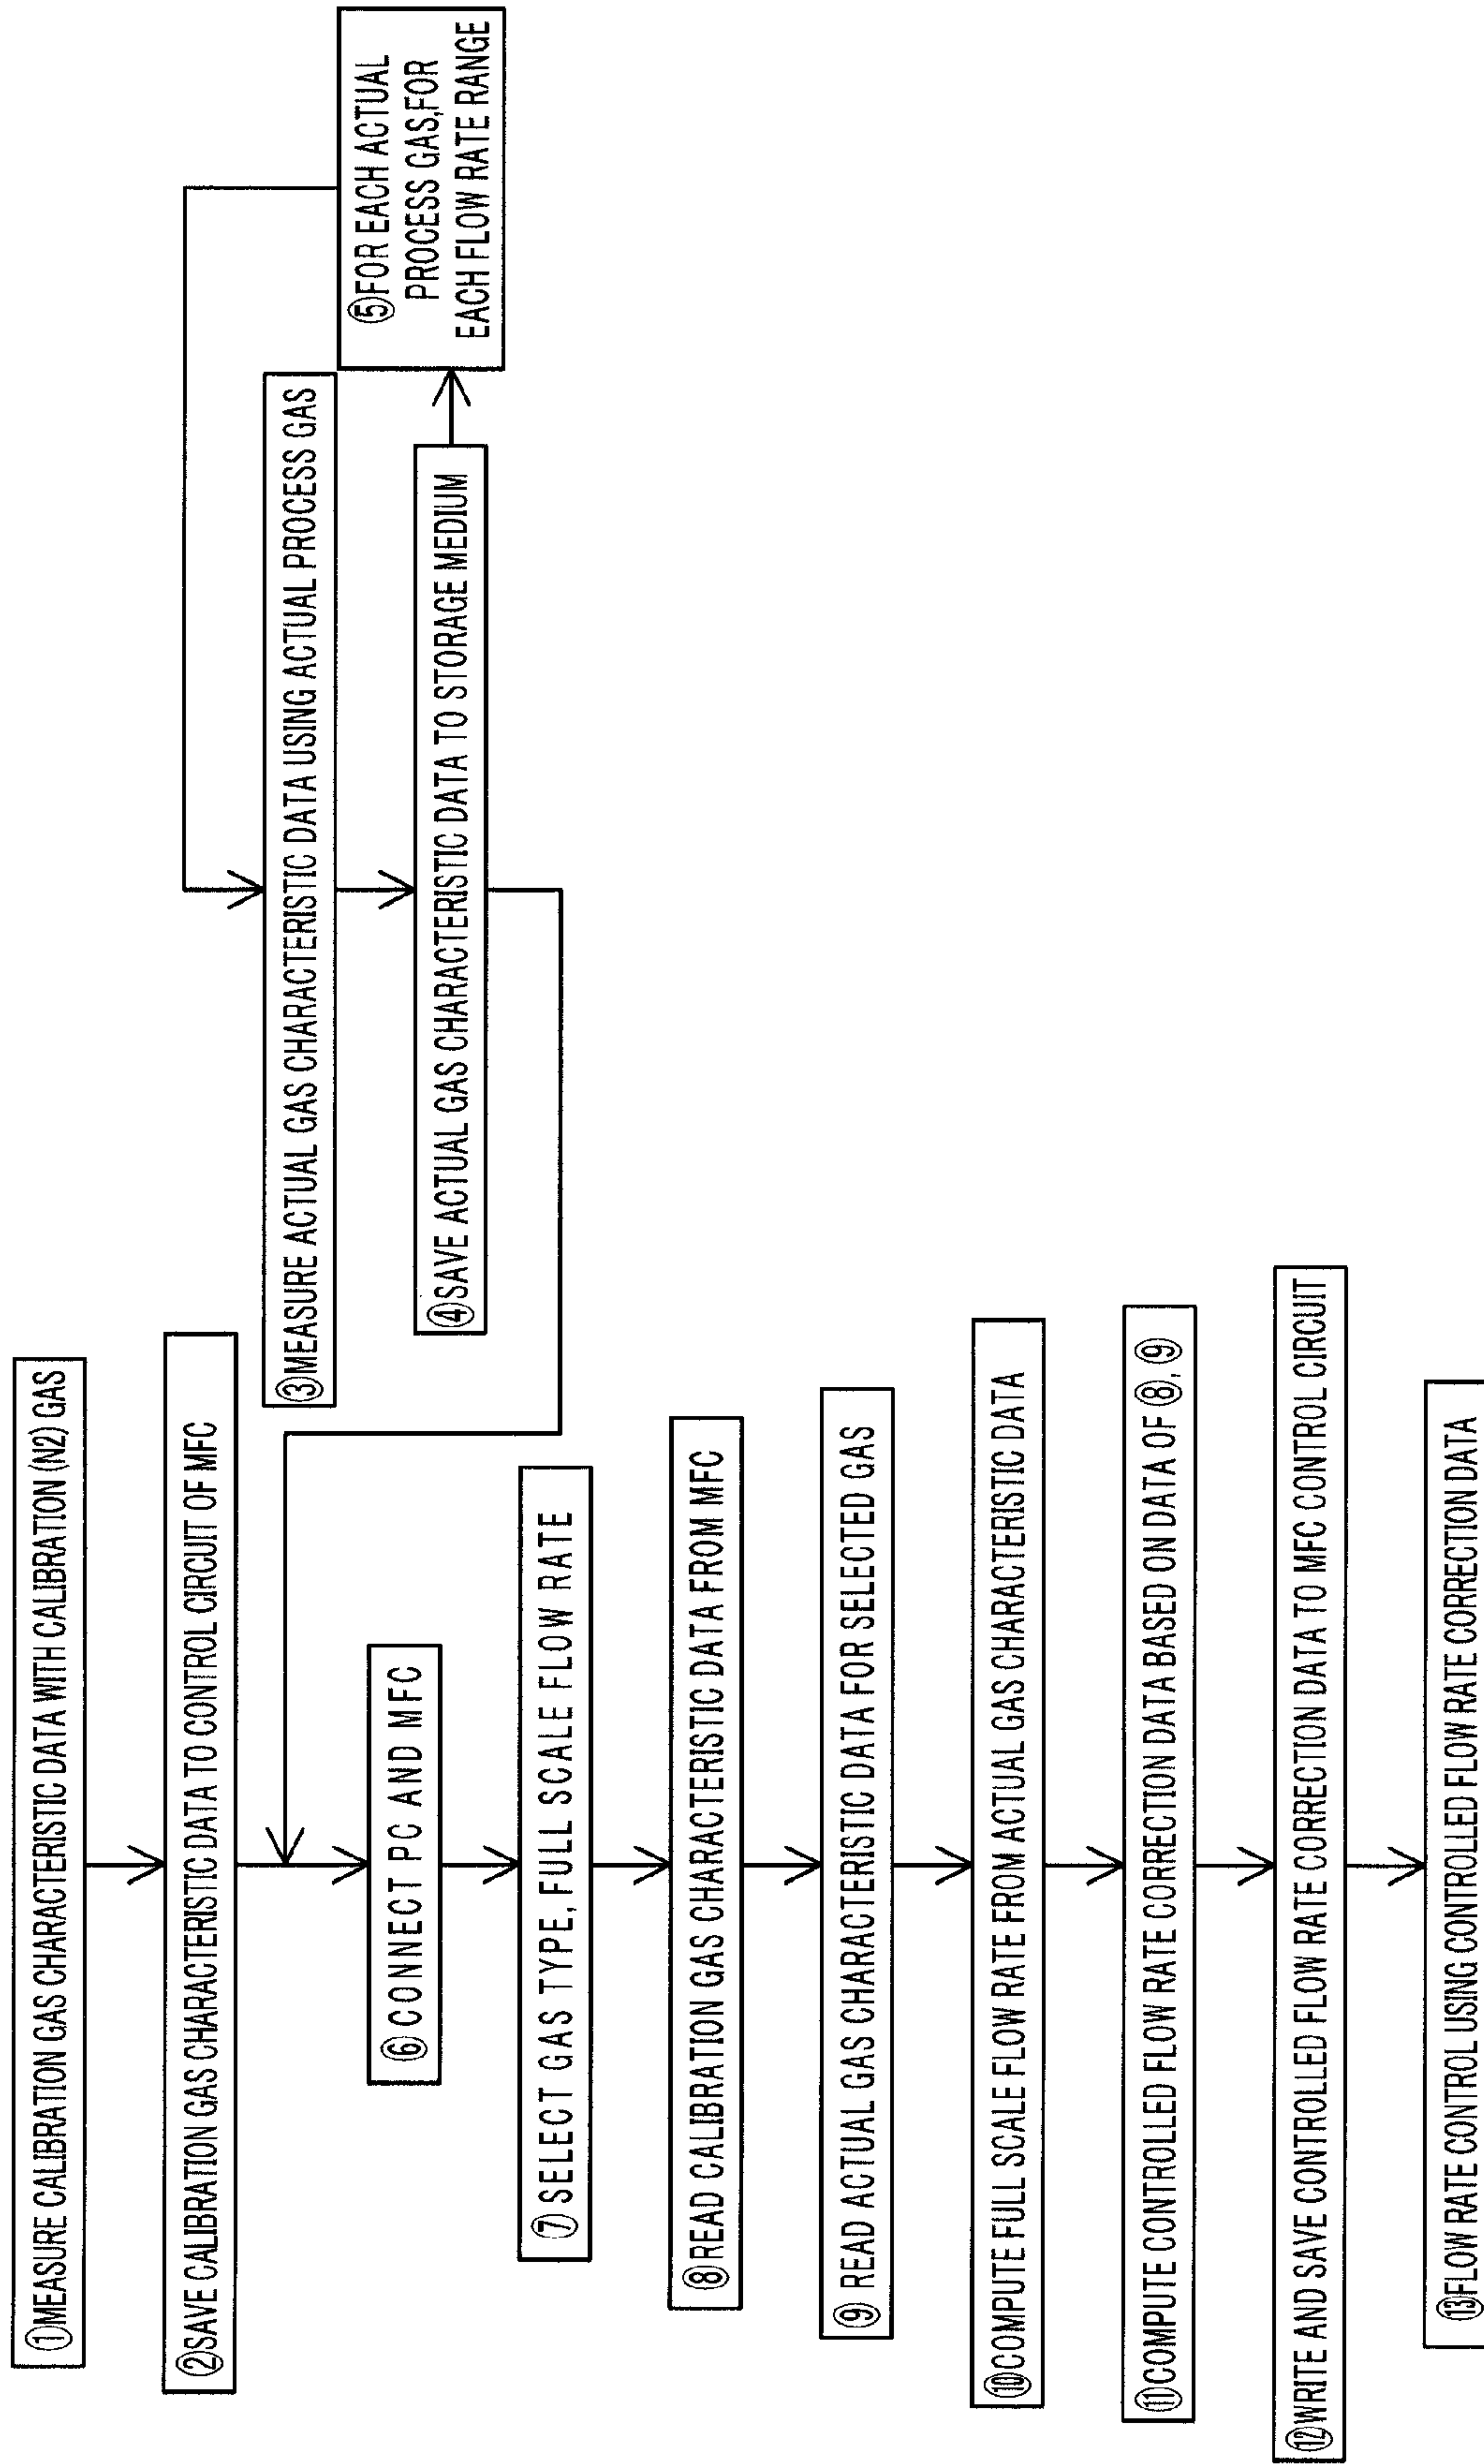 ①MEASURE CALIBRATION GAS CHARACTERISTIC DATA WITH CALIBRATION (N2) GAS
②SAVE CALIBRATION GAS CHARACTERISTIC DATA TO CONTROL CIRCUIT OF MFC
③MEASURE ACTUAL GAS CHARACTERISTIC DATA USING ACTUAL PROCESS GAS
④SAVE ACTUAL GAS CHARACTERISTIC DATA TO STORAGE MEDIUM
⑤FOR EACH ACTUAL
PROCESS GAS,FOR
EACH FLOW RATE RANGE
⑥ CONNECT PC AND MFC
⑦ SELECT GAS TYPE, FULL SCALE FLOW RATE
⑧READ CALIBRATION GAS CHARACTERISTIC DATA FROM MFC
⑨ READ ACTUAL GAS CHARACTERISTIC DATA FOR SELECTED GAS
⑩COMPUTE FULL SCALE FLOW RATE FROM ACTUAL GAS CHARACTERISTIC DATA
⑪COMPUTE CONTROLLED FLOW RATE CORRECTION DATA BASED ON DATA OF ⑧, ⑨
⑫WRITE AND SAVE CONTROLLED FLOW RATE CORRECTION DATA TO MFC CONTROL CIRCUIT
⑬FLOW RATE CONTROL USING CONTROLLED FLOW RATE CORRECTION DATA